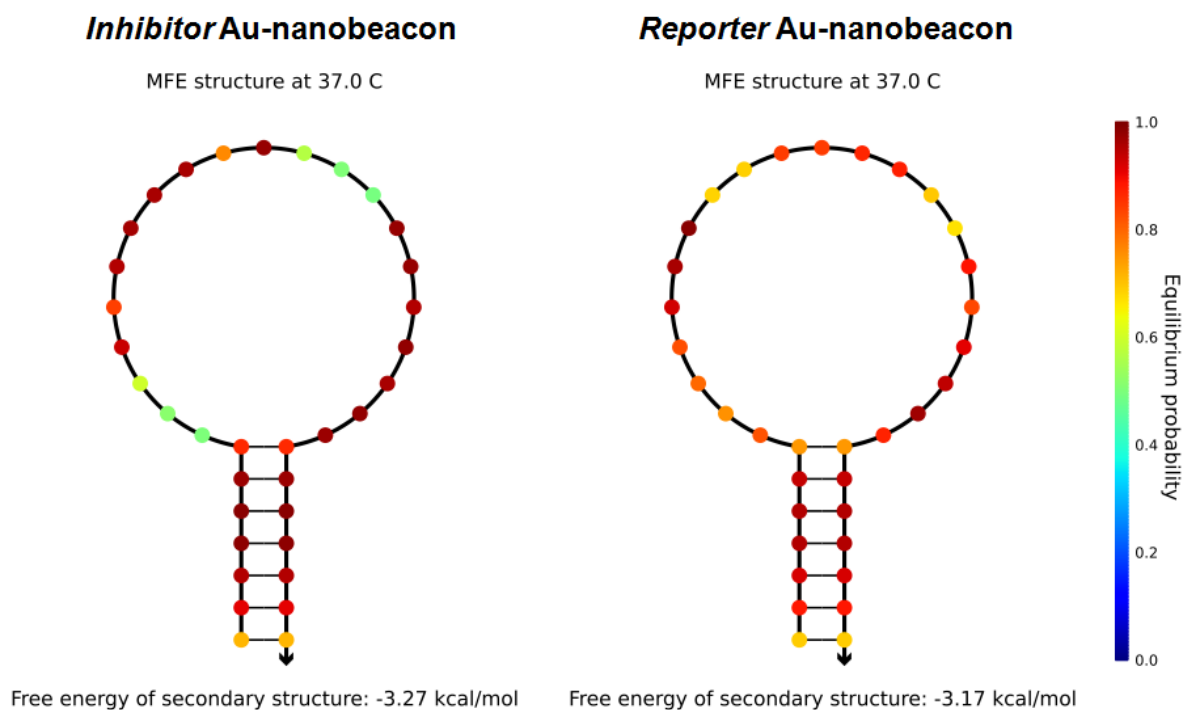 Inhibitor Au-nanobeacon
Reporter Au-nanobeacon
MFE structure at 37.0 C
MFE structure at 37.0 C
1.0
0.8
0.6
0.4
0.2
0.0
Equilibrium probability
Free energy of secondary structure: -3.27 kcal/mol
Free energy of secondary structure: -3.17 kcal/mol